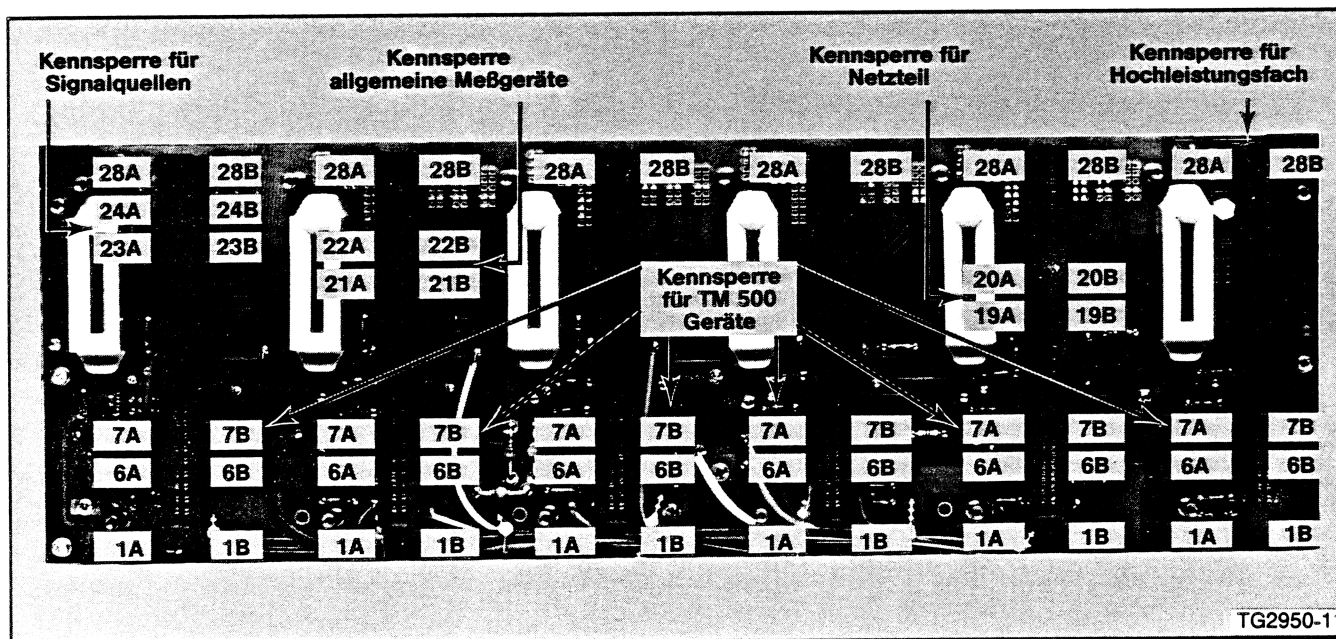 Kennsperre für
Signalquellen
Kennsperre
allgemeine Meßgeräte
Kennsperre für
Netzteil
Kennsperre für
Hochleistungsfach
28A 28B 28A 28B 28A 28B 28A 28B 28A 28B 28A 28B
24A 24B
23A 23B 22A 22B
21A 21B
Kennsperre
für TM 500
Geräte
20A 20B
19A 19B
7A 7B 7A 7B 7A 7B 7A 7B 7A 7B 7A 7B
6A 6B 6A 6B 6A 6B 6A 6B 6A 6B 6A 6B
1A 1B 1A 1B 1A 1B 1A 1B 1A 1B 1A 1B
TG2950-1